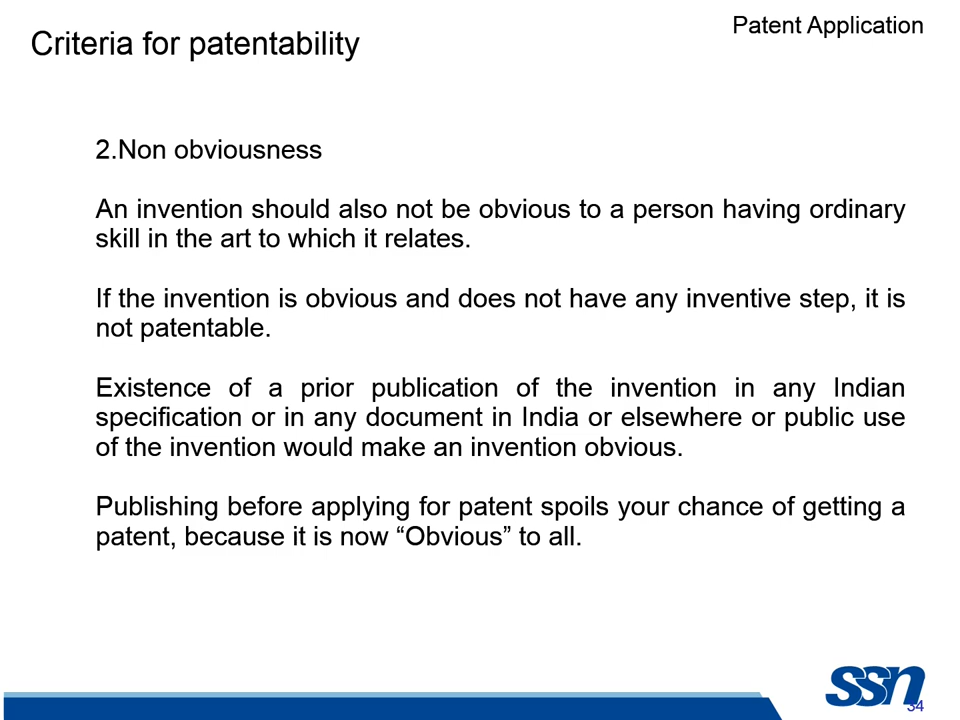 Patent Application
Criteria for patentability
2.Non obviousness
An invention should also not be obvious to a person having ordinary
skill in the art to which it relates.
If the invention is obvious and does not have any inventive step, it is
not patentable.
Existence of a prior publication of the invention in any Indian
specification or in any document in India or elsewhere or public use
of the invention would make an invention obvious.
Publishing before applying for patent spoils your chance of getting a
patent, because it is now “Obvious” to all.
ssn
34